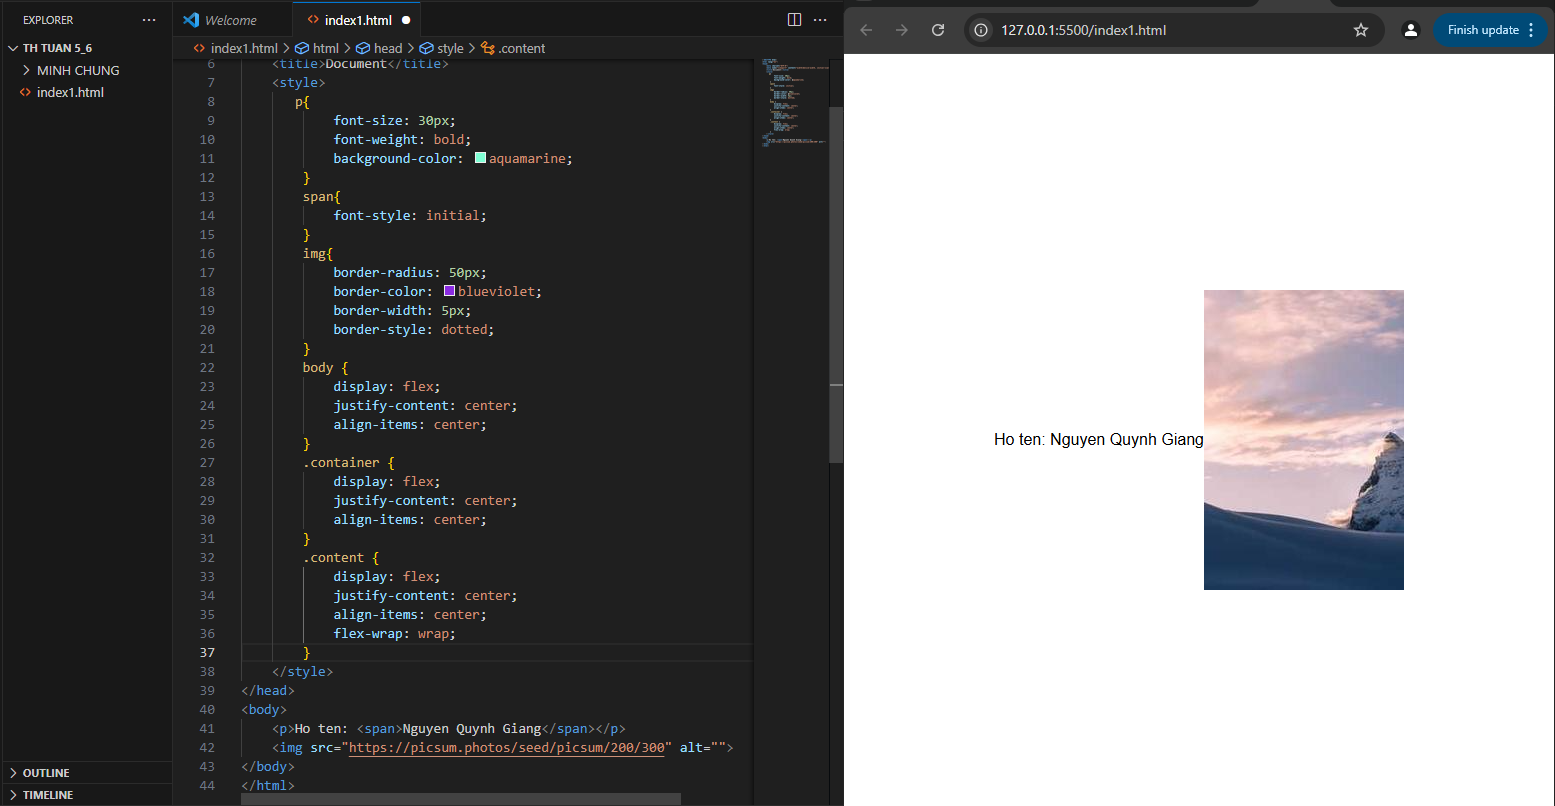 EXPLORER
TH TUAN 5_6
MINH CHUNG
index1.html
OUTLINE
TIMELINE
Welcome
index1.html
index1.html > html > head > style > .content
6 <title>Document</title>
7 <style>
8 p{
9 font-size: 30px;
10 font-weight: bold;
11 background-color: aquamarine;
12 }
13 span{
14 font-style: initial;
15 }
16 img{
17 border-radius: 50px;
18 border-color: blueviolet;
19 border-width: 5px;
20 border-style: dotted;
21 }
22 body {
23 display: flex;
24 justify-content: center;
25 align-items: center;
26 }
27 .container {
28 display: flex;
29 justify-content: center;
30 align-items: center;
31 }
32 .content {
33 display: flex;
34 justify-content: center;
35 align-items: center;
36 flex-wrap: wrap;
37 }
38 </style>
39 </head>
40 <body>
41 <p>Ho ten: <span>Nguyen Quynh Giang</span></p>
42 <img src="https://picsum.photos/seed/picsum/200/300" alt="">
43 </body>
44 </html>
127.0.0.1:5500/index1.html
Finish update
Ho ten: Nguyen Quynh Giang